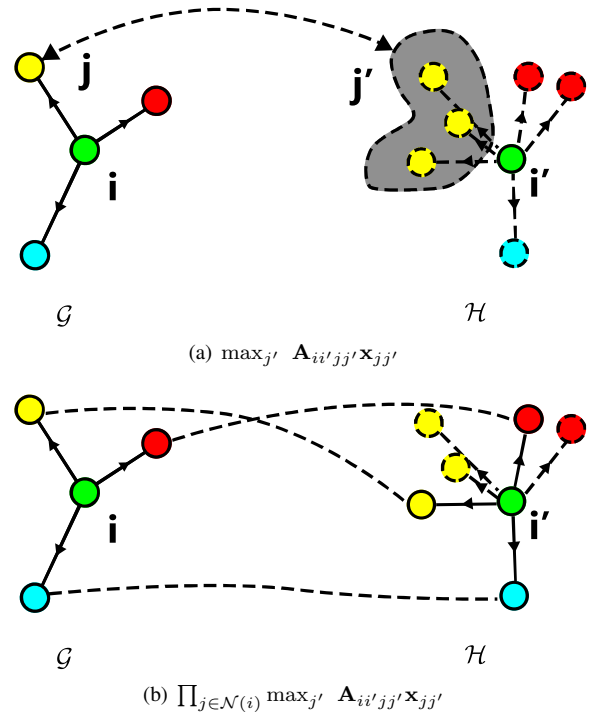 j
j′
i
i′
𝒢 ℋ
(a) max_{j′} A_{ii′jj′} x_{jj′}
i
i′
𝒢 ℋ
(b) ∏_{j∈𝒩(i)} max_{j′} A_{ii′jj′} x_{jj′}